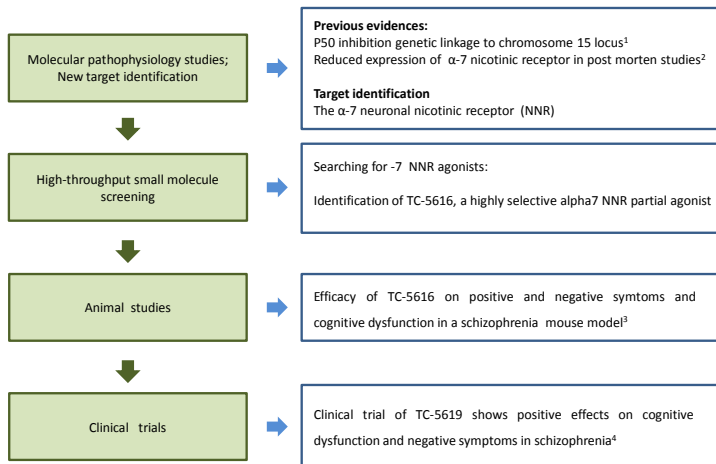 Molecular pathophysiology studies;
New target identification
Previous evidences:
P50 inhibition genetic linkage to chromosome 15 locus¹
Reduced expression of α-7 nicotinic receptor in post morten studies²
Target identification
The α-7 neuronal nicotinic receptor (NNR)
High-throughput small molecule
screening
Searching for -7 NNR agonists:
Identification of TC-5616, a highly selective alpha7 NNR partial agonist
Animal studies
Efficacy of TC-5616 on positive and negative symtoms and
cognitive dysfunction in a schizophrenia mouse model³
Clinical trials
Clinical trial of TC-5619 shows positive effects on cognitive
dysfunction and negative symptoms in schizophrenia⁴